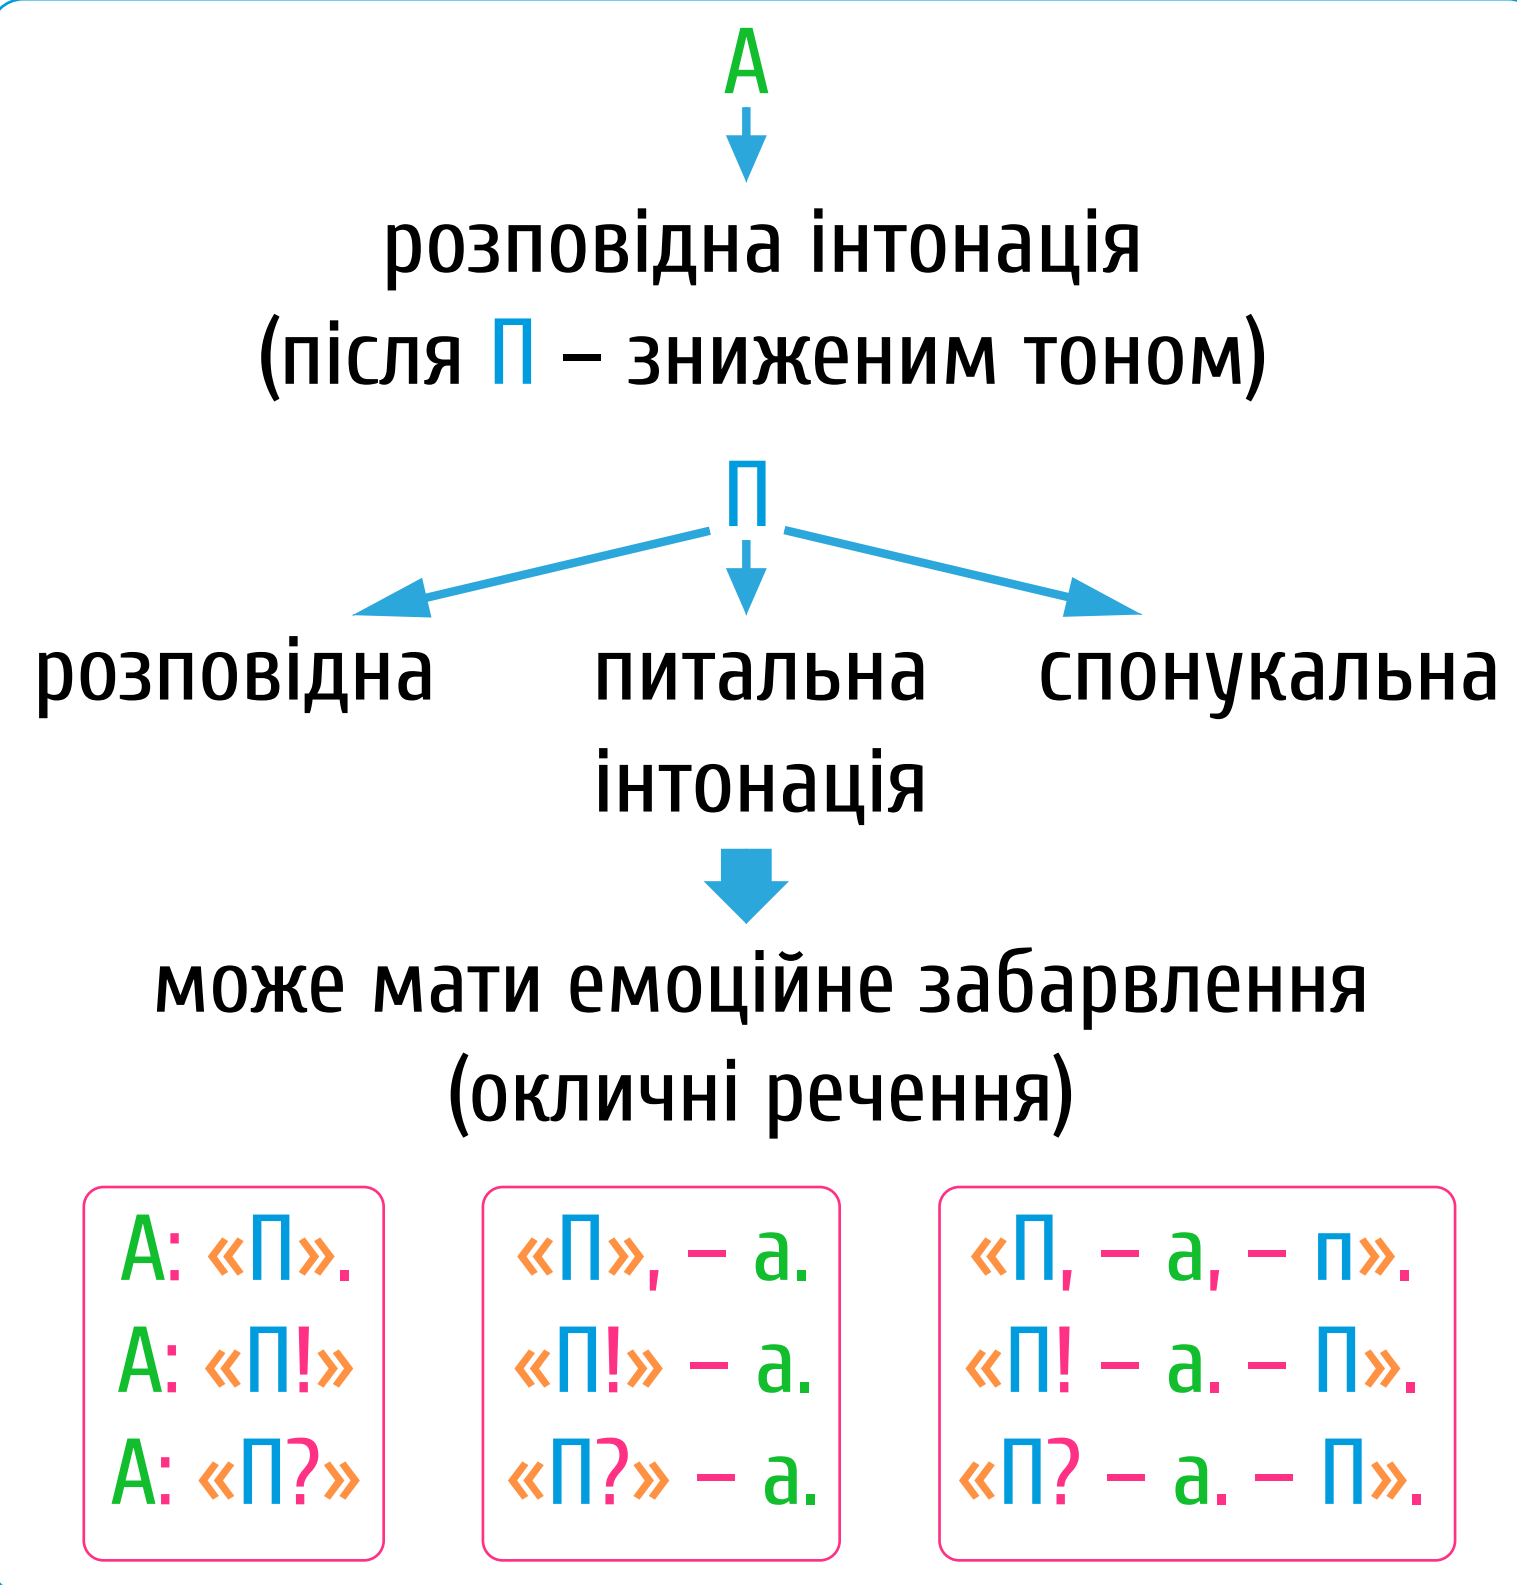 А
розповідна інтонація
(після П – зниженим тоном)
П
розповідна питальна спонукальна
інтонація
може мати емоційне забарвлення
(окличні речення)
А: «П».
А: «П!»
А: «П?»
«П», – а.
«П!» – а.
«П?» – а.
«П, – а, – п».
«П! – а. – П».
«П? – а. – П».